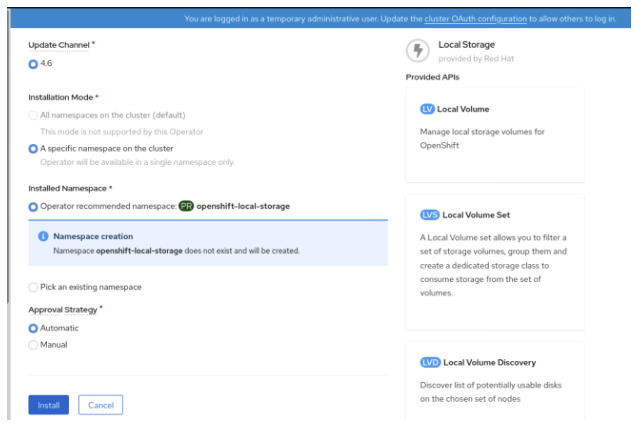 You are logged in as a temporary administrative user. Update the cluster OAuth configuration to allow others to log in.
Update Channel *
4.6
Installation Mode *
All namespaces on the cluster (default)
This mode is not supported by this Operator
A specific namespace on the cluster
Operator will be available in a single namespace only.
Installed Namespace *
Operator recommended namespace: PR openshift-local-storage
Namespace creation
Namespace openshift-local-storage does not exist and will be created.
Pick an existing namespace
Approval Strategy *
Automatic
Manual
Install Cancel
Local Storage
provided by Red Hat
Provided APIs
LV Local Volume
Manage local storage volumes for
OpenShift
LVS Local Volume Set
A Local Volume set allows you to filter a
set of storage volumes, group them and
create a dedicated storage class to
consume storage from the set of
volumes.
LVD Local Volume Discovery
Discover list of potentially usable disks
on the chosen set of nodes